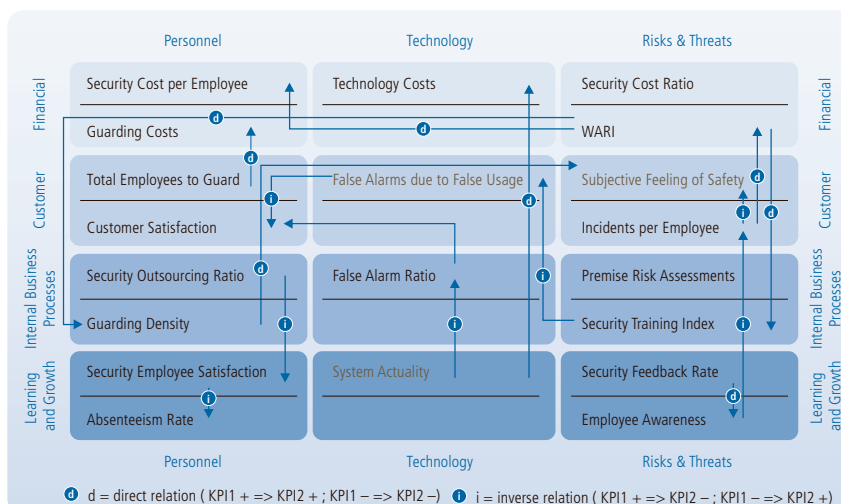 Personnel Technology Risks & Threats
Financial Security Cost per Employee Technology Costs Security Cost Ratio Financial
d
Guarding Costs d WARI
d
Customer Total Employees to Guard False Alarms due to False Usage Subjective Feeling of Safety d Customer
i d i d
Customer Satisfaction Incidents per Employee
Internal Business Processes Security Outsourcing Ratio d False Alarm Ratio i Premise Risk Assessments Internal Business Processes
Guarding Density i i Security Training Index i
Learning and Growth Security Employee Satisfaction System Actuality Security Feedback Rate Learning and Growth
i d
Absenteeism Rate Employee Awareness
Personnel Technology Risks & Threats
d d = direct relation ( KPI1 + => KPI2 + ; KPI1 – => KPI2 –) i i = inverse relation ( KPI1 + => KPI2 – ; KPI1 – => KPI2 +)